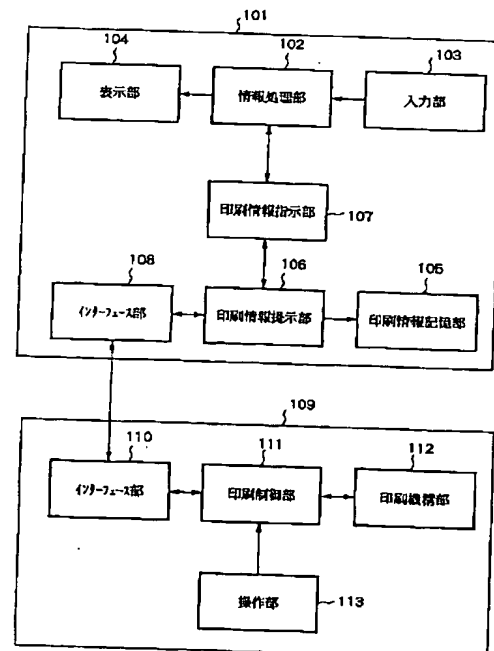 101
104
102
103
表示部
情報処理部
入力部
印刷情報指示部
107
108
106
105
インターフェース部
印刷情報提示部
印刷情報記憶部
109
110
111
112
インターフェース部
印刷制御部
印刷機構部
操作部
113